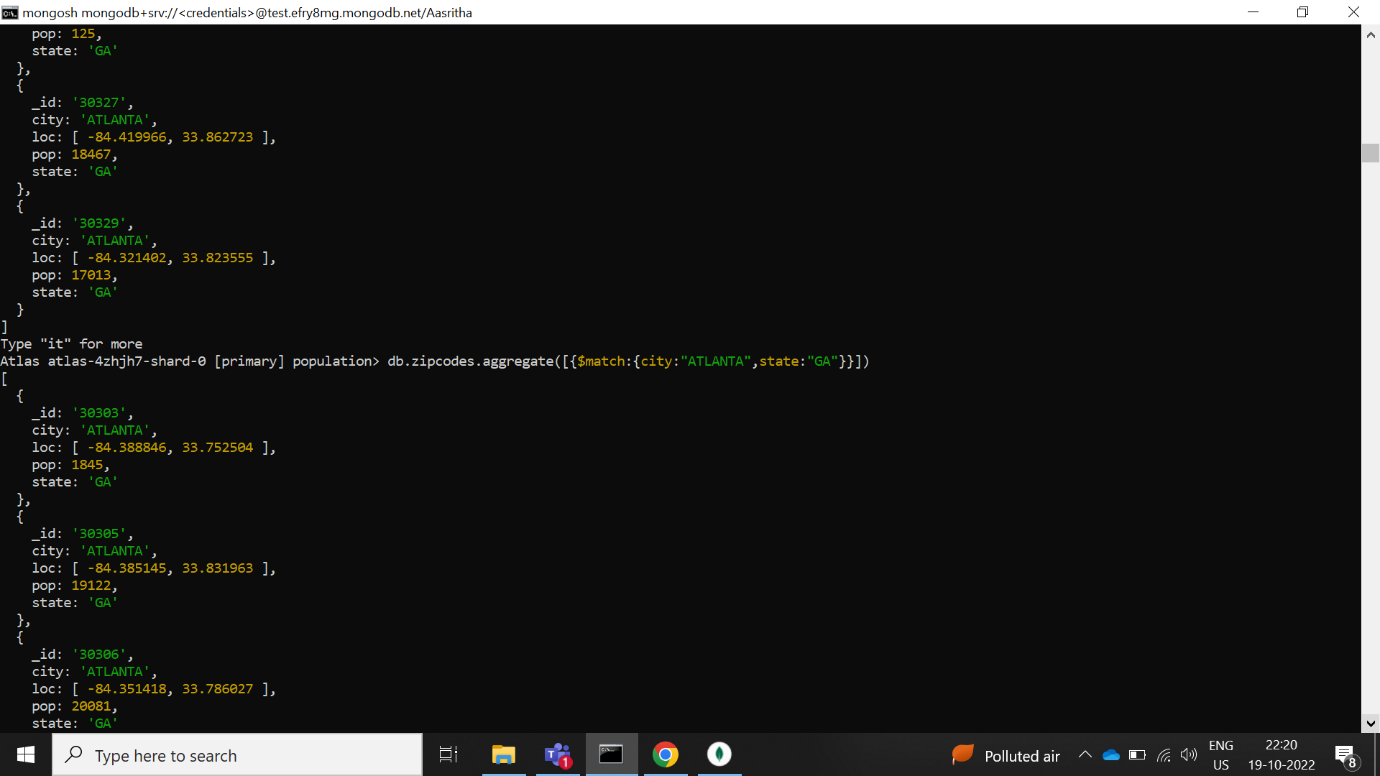 mongosh mongodb+srv://<credentials>@test.efry8mg.mongodb.net/Aasritha
pop: 125,
state: 'GA'
},
{
_id: '30327',
city: 'ATLANTA',
loc: [ -84.419966, 33.862723 ],
pop: 18467,
state: 'GA'
},
{
_id: '30329',
city: 'ATLANTA',
loc: [ -84.321402, 33.823555 ],
pop: 17013,
state: 'GA'
}
]
Type "it" for more
Atlas atlas-4zhjh7-shard-0 [primary] population> db.zipcodes.aggregate([{$match:{city:"ATLANTA",state:"GA"}}])
[
{
_id: '30303',
city: 'ATLANTA',
loc: [ -84.388846, 33.752504 ],
pop: 1845,
state: 'GA'
},
{
_id: '30305',
city: 'ATLANTA',
loc: [ -84.385145, 33.831963 ],
pop: 19122,
state: 'GA'
},
{
_id: '30306',
city: 'ATLANTA',
loc: [ -84.351418, 33.786027 ],
pop: 20081,
state: 'GA'
Type here to search
1
Polluted air
ENG
US
22:20
19-10-2022
8